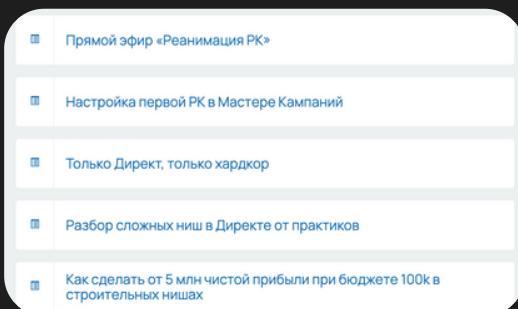 Прямой эфир «Реанимация РК»
Настройка первой РК в Мастере Кампаний
Только Директ, только хардкор
Разбор сложных ниш в Директе от практиков
Как сделать от 5 млн чистой прибыли при бюджете 100k в
строительных нишах